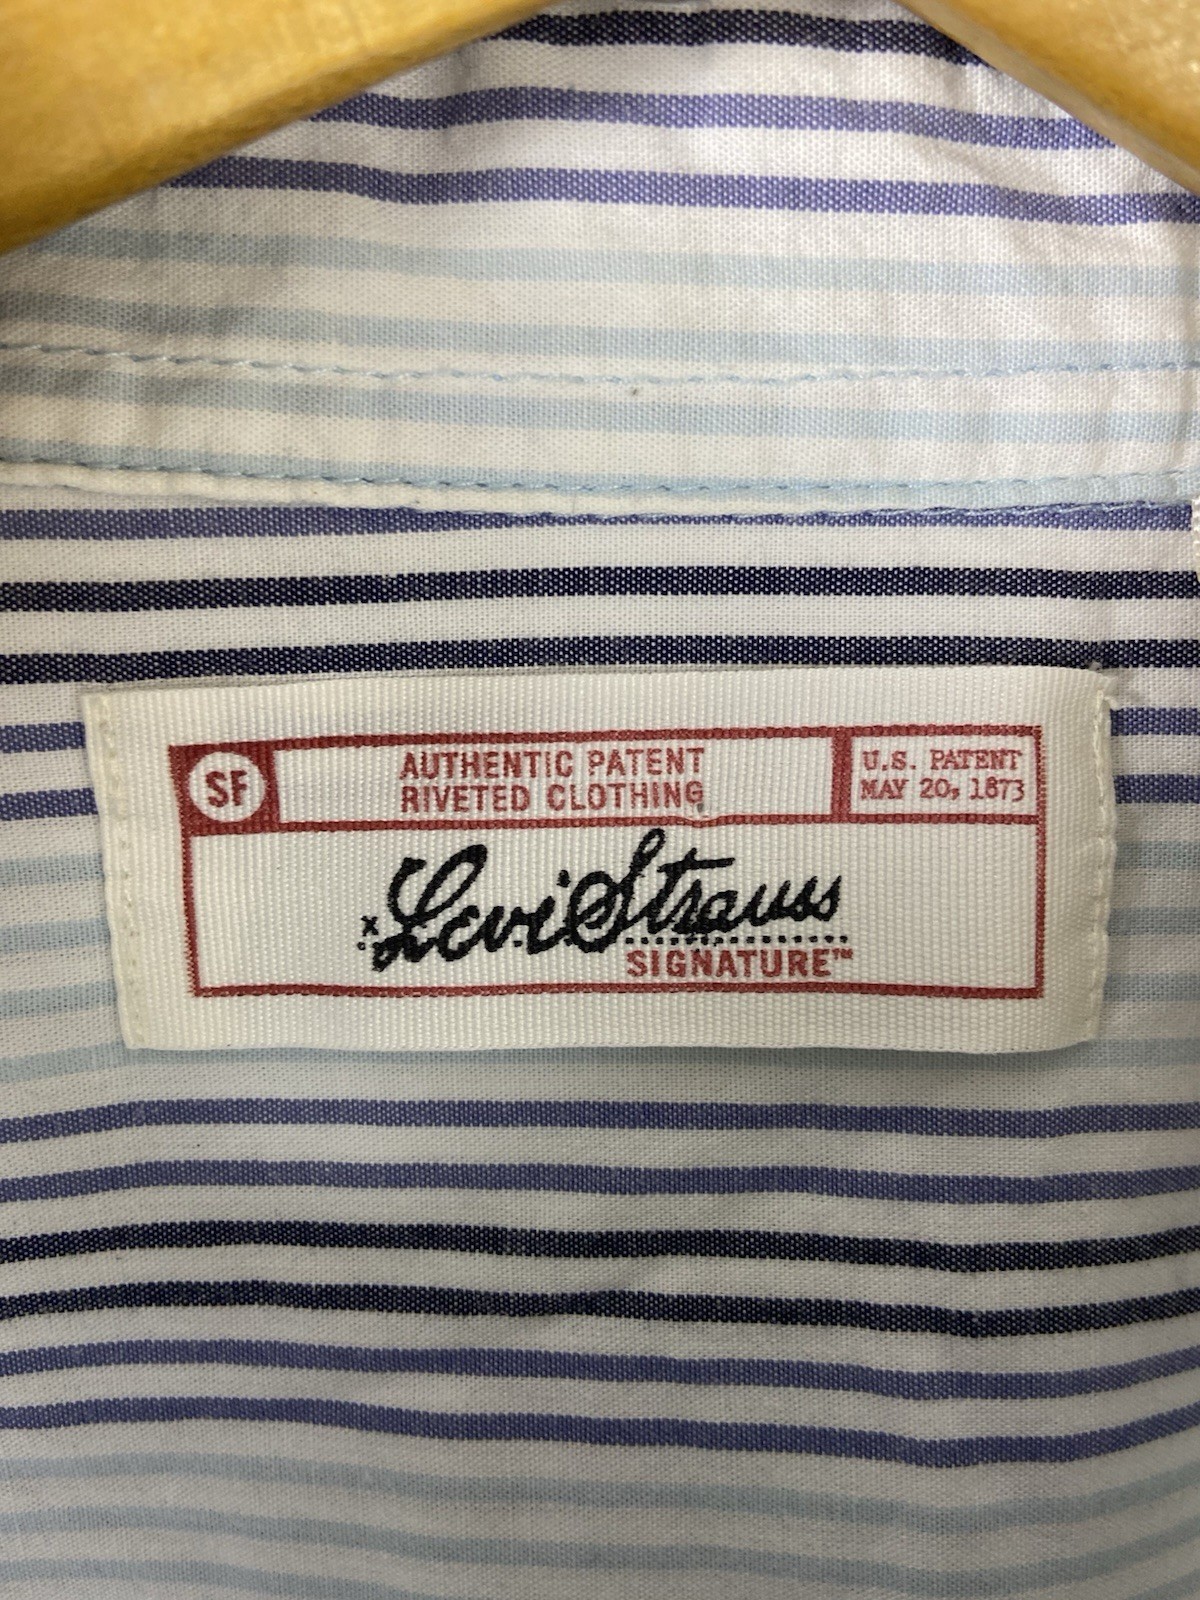 SF
AUTHENTIC PATENT
RIVETED CLOTHING
U.S. PATENT
MAY 20, 1873
x Levi Strauss
SIGNATURE™